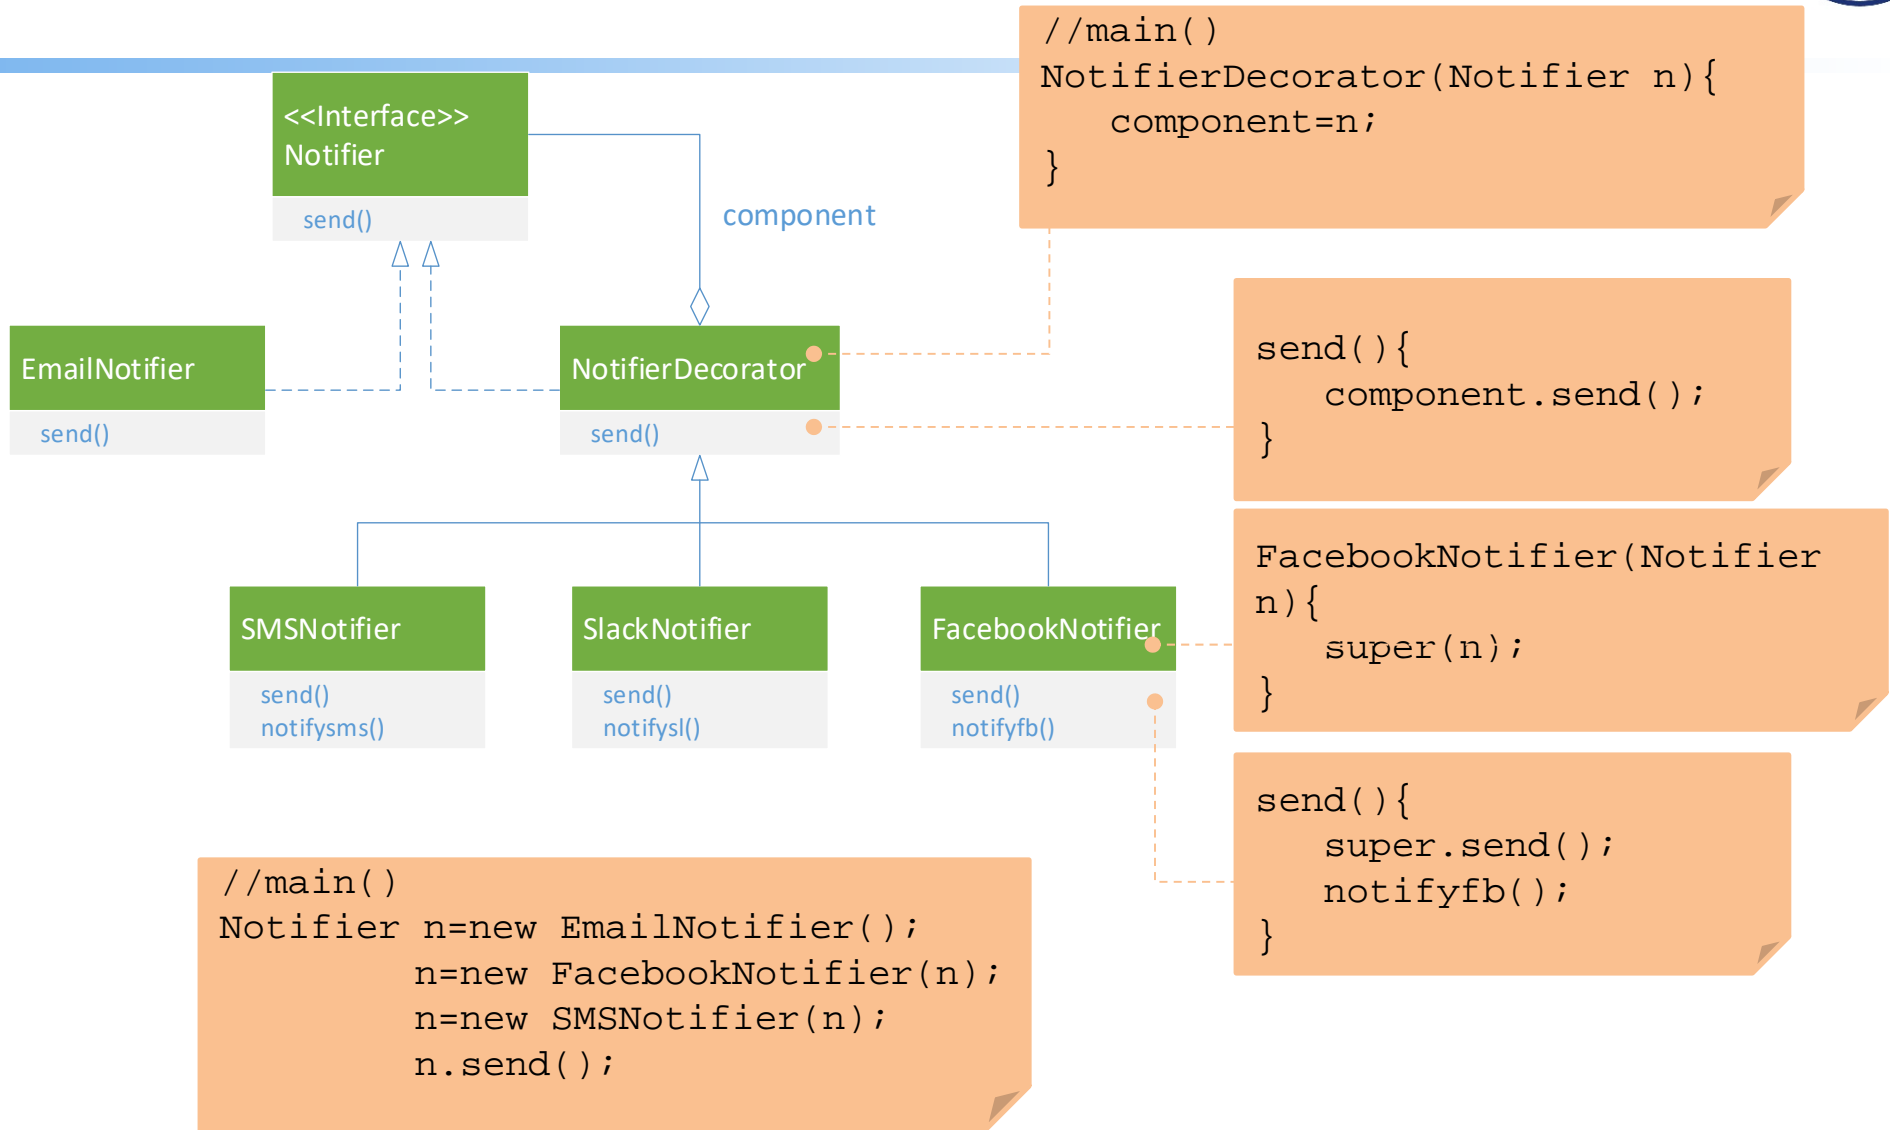 //main()
NotifierDecorator(Notifier n){
component=n;
}
<<Interface>>
Notifier
send()
component
EmailNotifier
send()
NotifierDecorator
send()
send(){
component.send();
}
FacebookNotifier(Notifier
n){
super(n);
}
SMSNotifier
send()
notifysms()
SlackNotifier
send()
notifysl()
FacebookNotifier
send()
notifyfb()
send(){
super.send();
notifyfb();
}
//main()
Notifier n=new EmailNotifier();
n=new FacebookNotifier(n);
n=new SMSNotifier(n);
n.send();